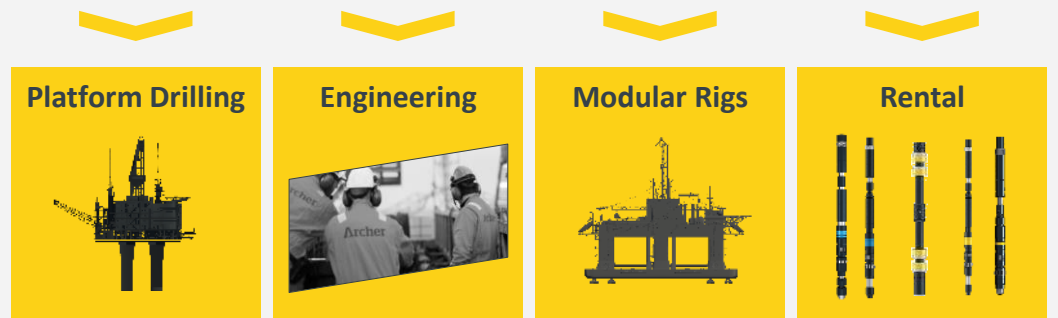 Platform Drilling
Engineering
Modular Rigs
Rental
Archer
Archer